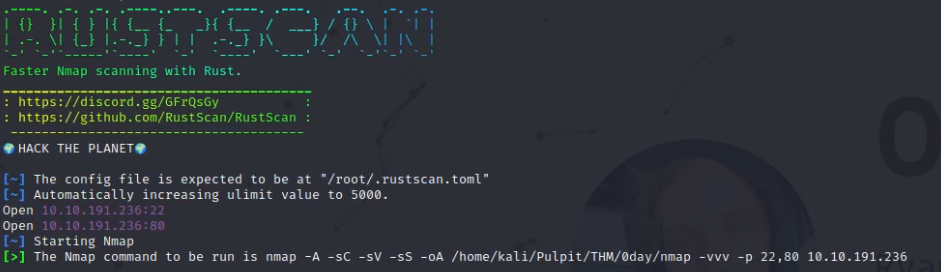 Faster Nmap scanning with Rust.
: https://discord.gg/GFrQsGy :
: https://github.com/RustScan/RustScan :
🌍HACK THE PLANET🌍
[~] The config file is expected to be at "/root/.rustscan.toml"
[~] Automatically increasing ulimit value to 5000.
Open 10.10.191.236:22
Open 10.10.191.236:80
[~] Starting Nmap
[>] The Nmap command to be run is nmap -A -sC -sV -sS -oA /home/kali/Pulpit/THM/0day/nmap -vvv -p 22,80 10.10.191.236